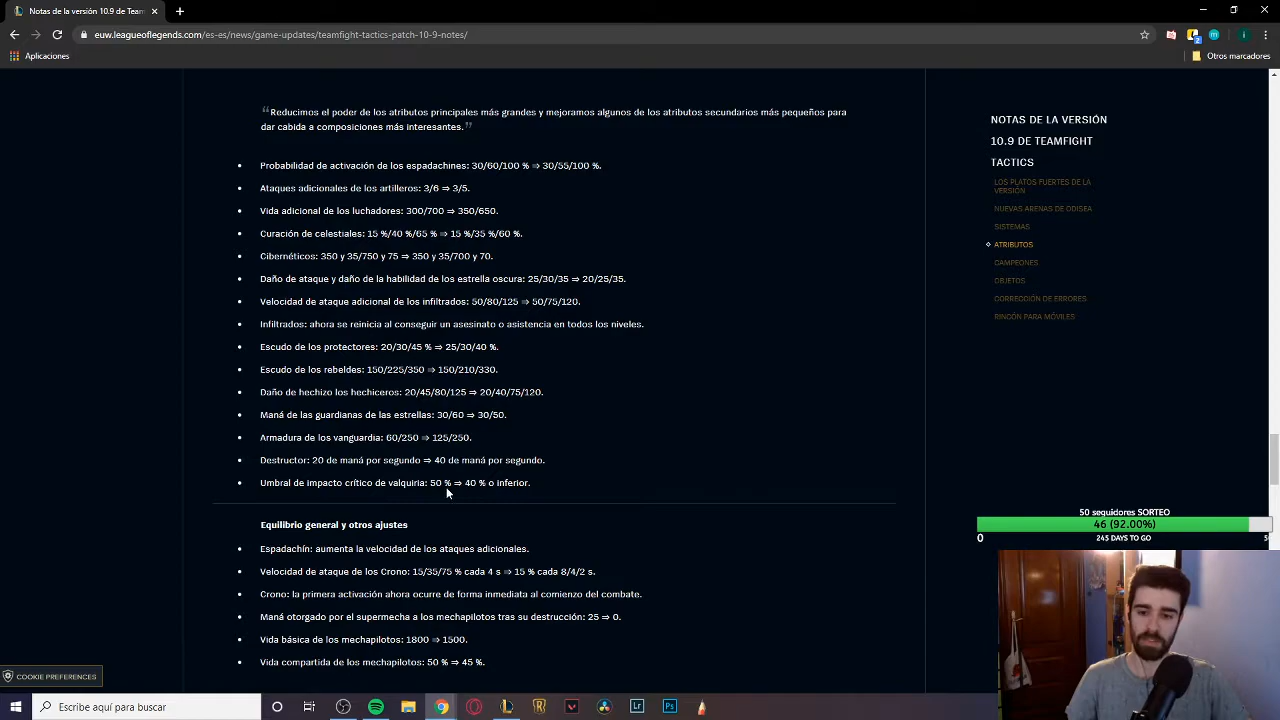 Notas de la versión 10.9 de Team
euw.leagueoflegends.com/es-es/news/game-updates/teamfight-tactics-patch-10-9-notes/
Aplicaciones
Otros marcadores
“Reducimos el poder de los atributos principales más grandes y mejoramos algunos de los atributos secundarios más pequeños para
dar cabida a composiciones más interesantes.”
• Probabilidad de activación de los espadachines: 30/60/100 % ⇒ 30/55/100 %.
• Ataques adicionales de los artilleros: 3/6 ⇒ 3/5.
• Vida adicional de los luchadores: 300/700 ⇒ 350/650.
• Curación de celestiales: 15 %/40 %/65 % ⇒ 15 %/35 %/60 %.
• Cibernéticos: 350 y 35/750 y 75 ⇒ 350 y 35/700 y 70.
• Daño de ataque y daño de la habilidad de los estrella oscura: 25/30/35 ⇒ 20/25/35.
• Velocidad de ataque adicional de los infiltrados: 50/80/125 ⇒ 50/75/120.
• Infiltrados: ahora se reinicia al conseguir un asesinato o asistencia en todos los niveles.
• Escudo de los protectores: 20/30/45 % ⇒ 25/30/40 %.
• Escudo de los rebeldes: 150/225/350 ⇒ 150/210/330.
• Daño de hechizo los hechiceros: 20/45/80/125 ⇒ 20/40/75/120.
• Maná de las guardianas de las estrellas: 30/60 ⇒ 30/50.
• Armadura de los vanguardia: 60/250 ⇒ 125/250.
• Destructor: 20 de maná por segundo ⇒ 40 de maná por segundo.
• Umbral de impacto crítico de valquiria: 50 % ⇒ 40 % o inferior.
Equilibrio general y otros ajustes
• Espadachín: aumenta la velocidad de los ataques adicionales.
• Velocidad de ataque de los Crono: 15/35/75 % cada 4 s ⇒ 15 % cada 8/4/2 s.
• Crono: la primera activación ahora ocurre de forma inmediata al comienzo del combate.
• Maná otorgado por el supermecha a los mechapilotos tras su destrucción: 25 ⇒ 0.
• Vida básica de los mechapilotos: 1800 ⇒ 1500.
• Vida compartida de los mechapilotos: 50 % ⇒ 45 %.
NOTAS DE LA VERSIÓN
10.9 DE TEAMFIGHT
TACTICS
LOS PLATOS FUERTES DE LA
VERSIÓN
NUEVAS ARENAS DE ODISEA
SISTEMAS
ATRIBUTOS
CAMPEONES
OBJETOS
CORRECCIÓN DE ERRORES
RINCÓN PARA MÓVILES
50 seguidores SORTEO
46 (92.00%)
0
245 DAYS TO GO
COOKIE PREFERENCES
Escribe aquí para buscar